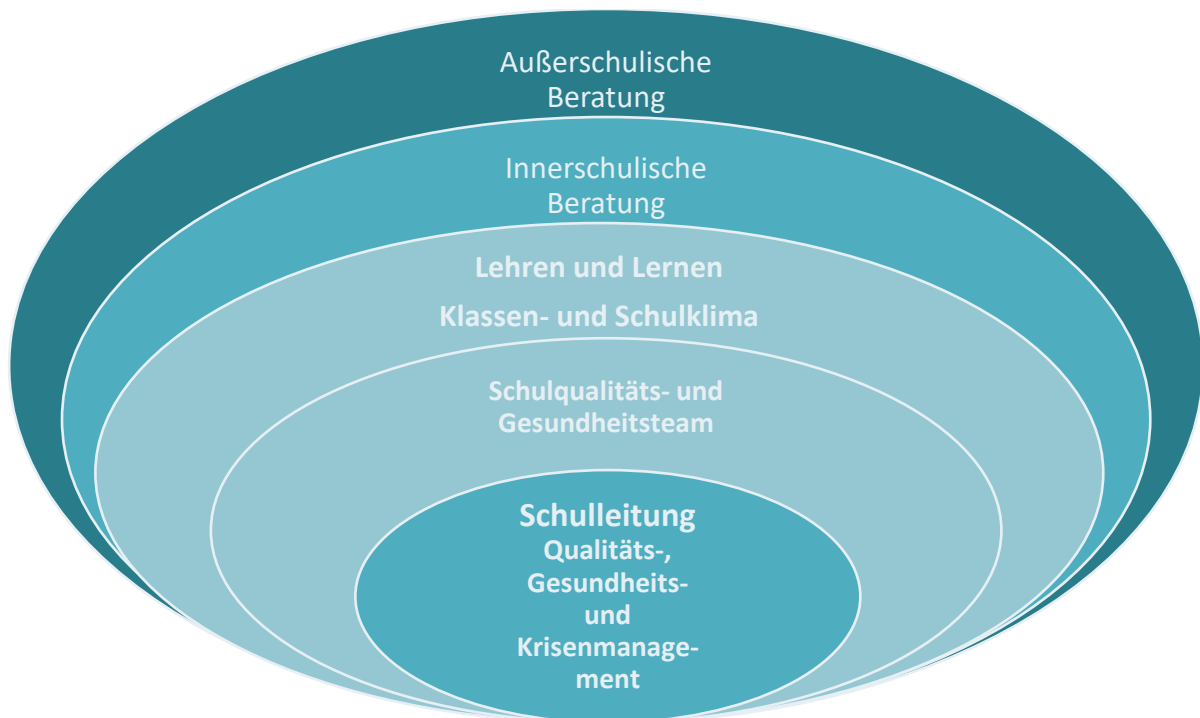 Außerschulische
Beratung
Innerschulische
Beratung
Lehren und Lernen
Klassen- und Schulklima
Schulqualitäts- und
Gesundheitsteam
Schulleitung
Qualitäts-,
Gesundheits-
und
Krisenmanage-
ment